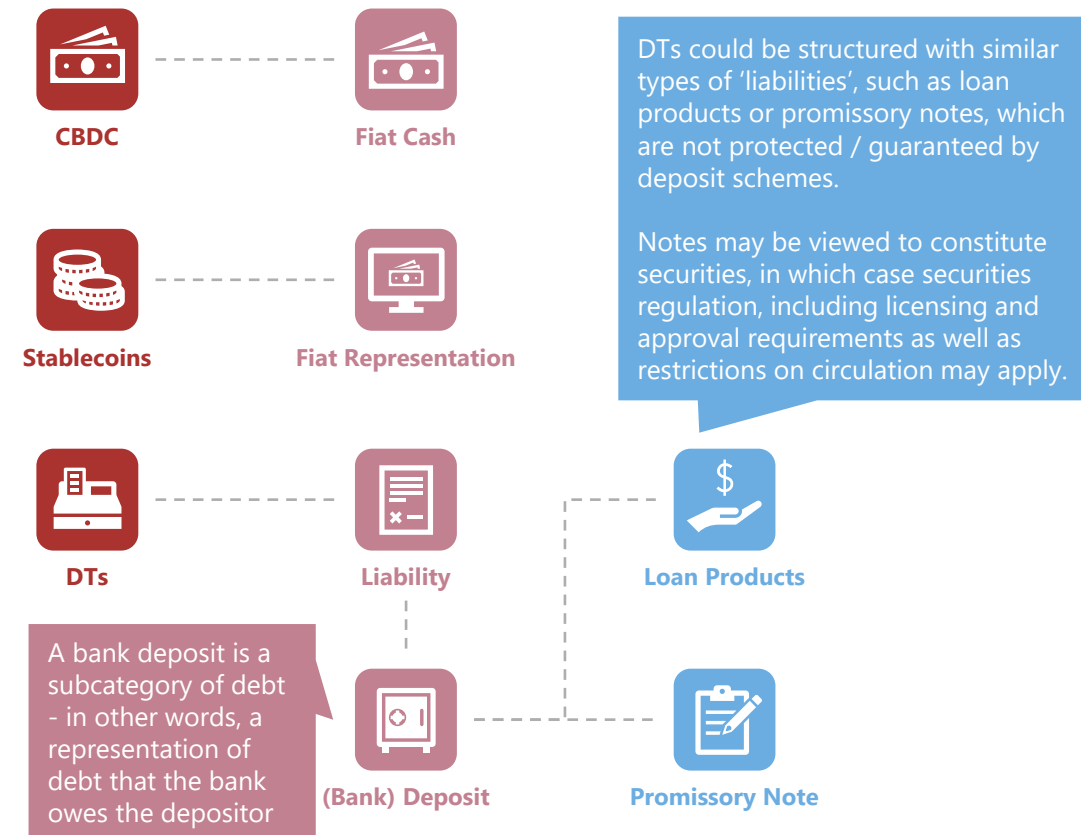 CBDC
Fiat Cash
DTs could be structured with similar
types of ‘liabilities’, such as loan
products or promissory notes, which
are not protected / guaranteed by
deposit schemes.
Notes may be viewed to constitute
securities, in which case securities
regulation, including licensing and
approval requirements as well as
restrictions on circulation may apply.
Stablecoins
Fiat Representation
$
DTs
Liability
Loan Products
A bank deposit is a
subcategory of debt
- in other words, a
representation of
debt that the bank
owes the depositor
(Bank) Deposit
Promissory Note